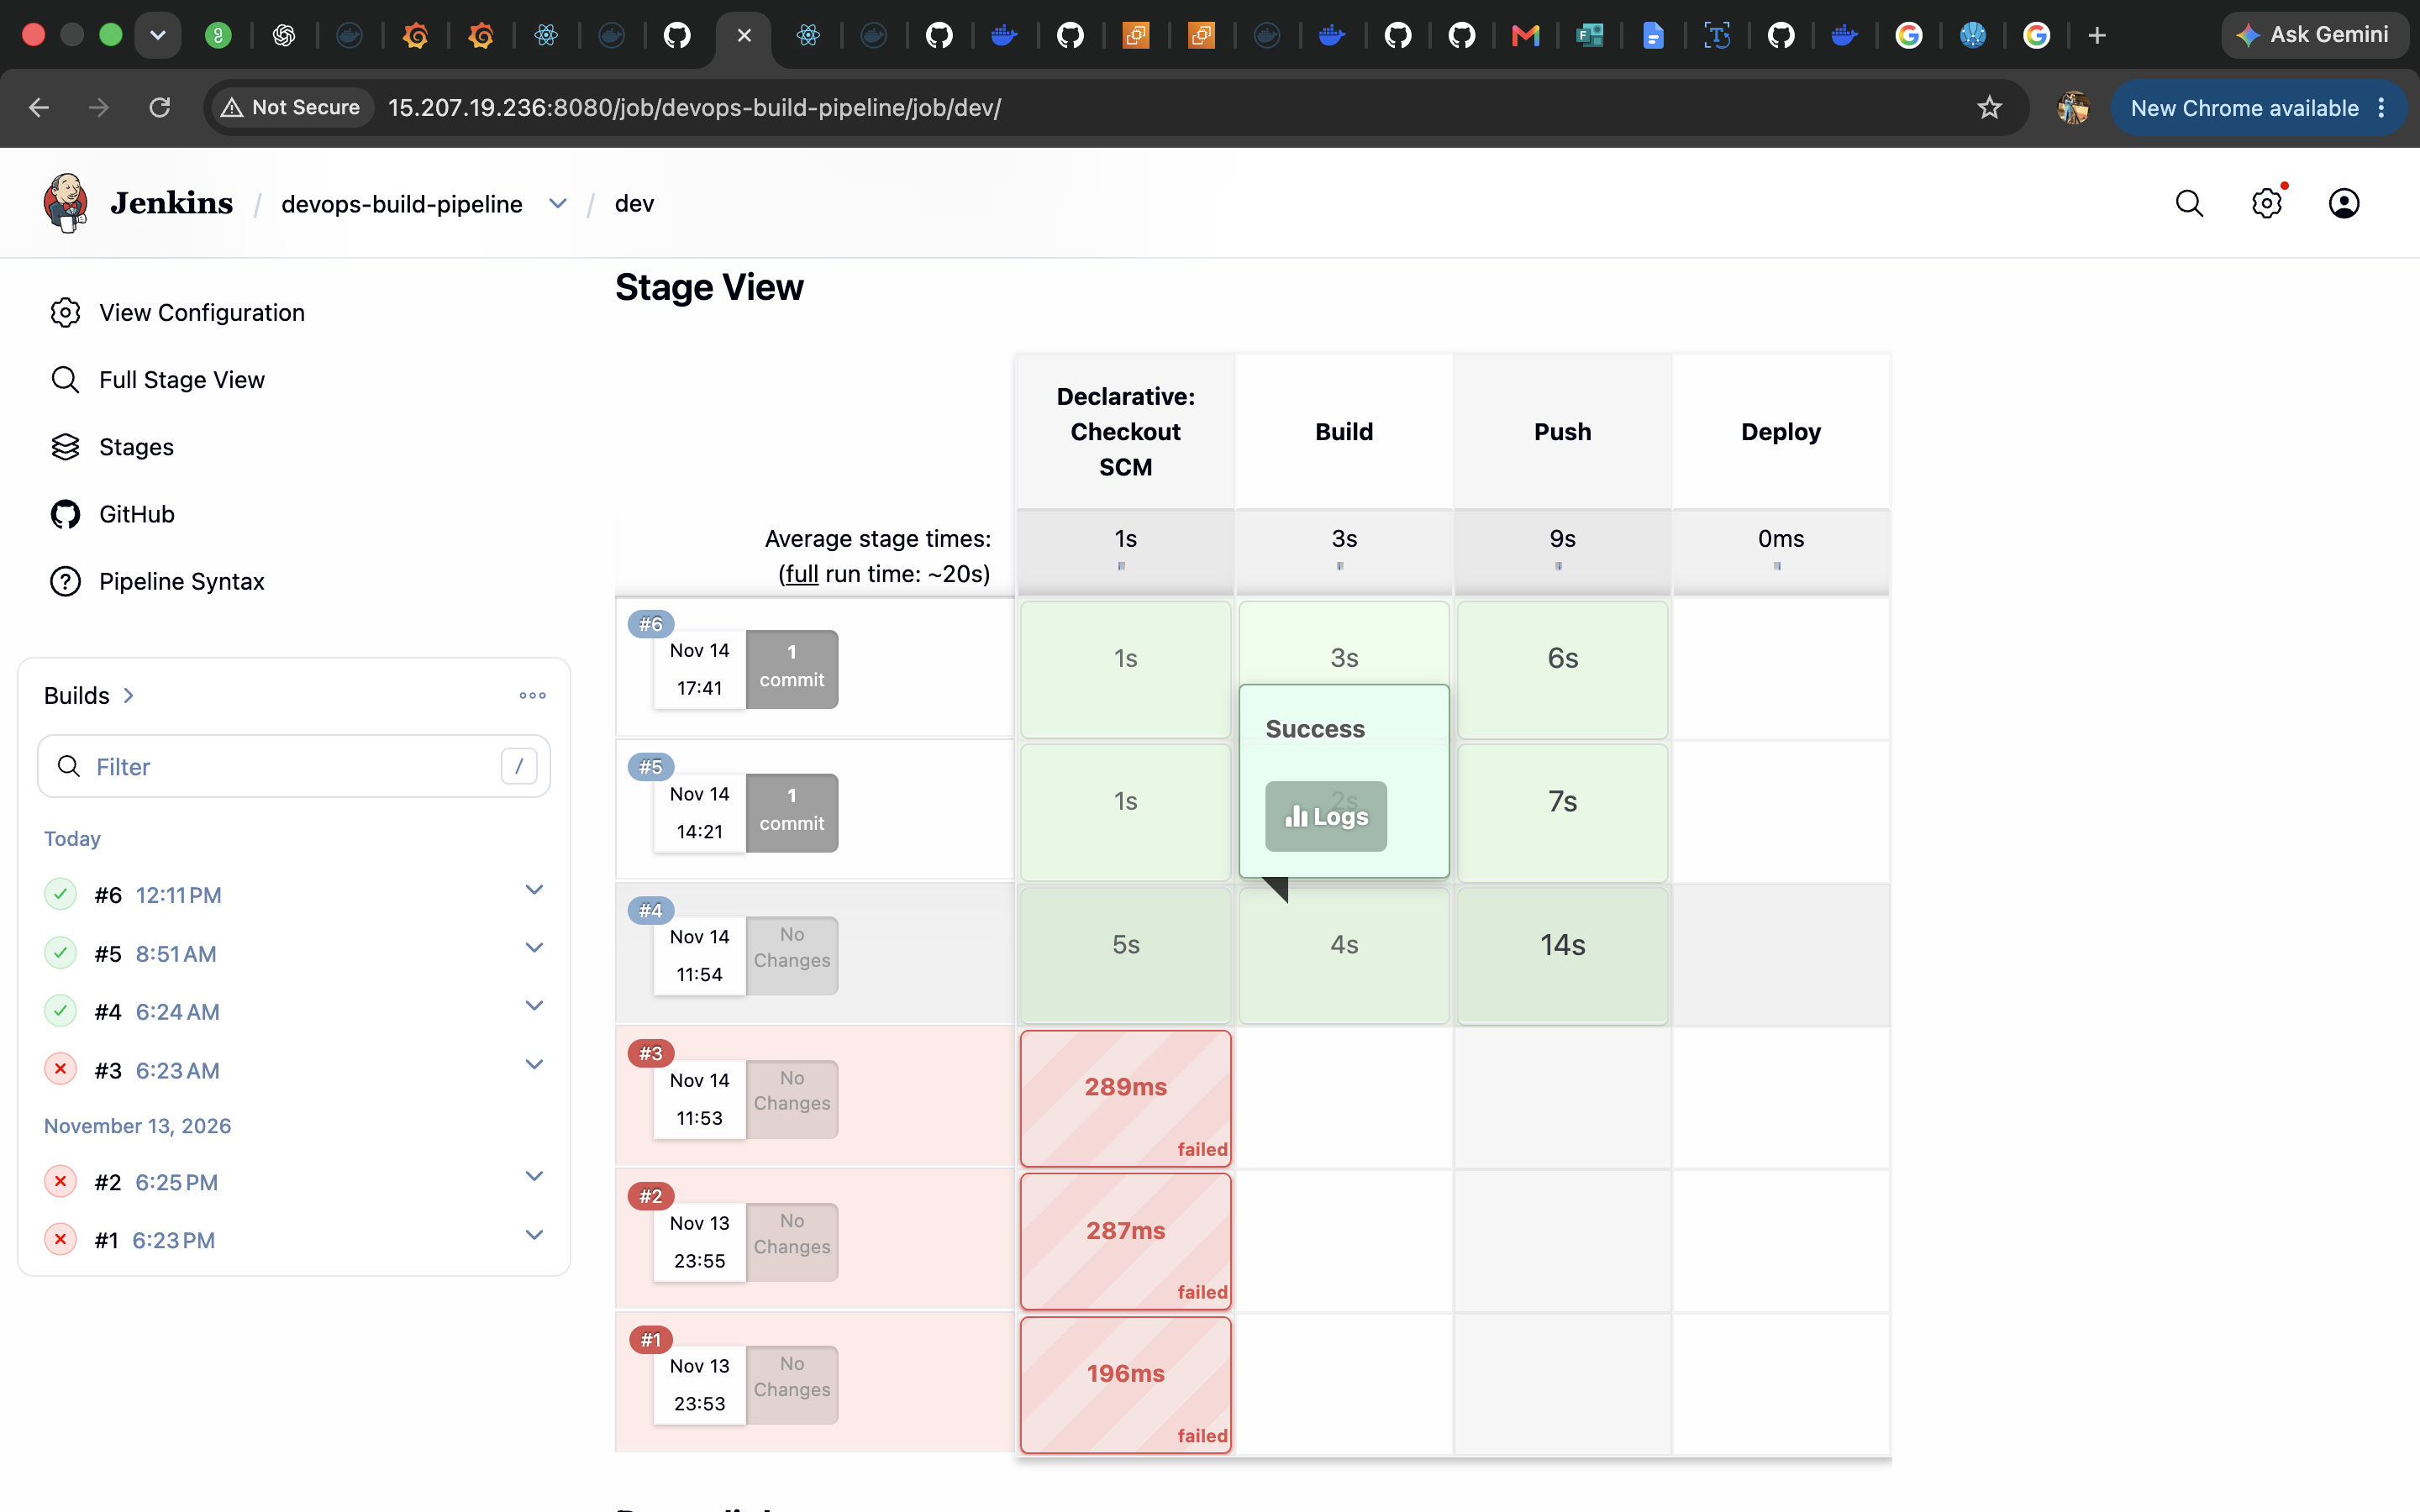 Ask Gemini
Not Secure
15.207.19.236:8080/job/devops-build-pipeline/job/dev/
New Chrome available
Jenkins / devops-build-pipeline / dev
View Configuration
Full Stage View
Stages
GitHub
Pipeline Syntax
Builds
Filter
/
Today
#6 12:11 PM
#5 8:51 AM
#4 6:24 AM
#3 6:23 AM
November 13, 2026
#2 6:25 PM
#1 6:23 PM
Stage View
Declarative:
Checkout
SCM
Build
Push
Deploy
Average stage times:
(full run time: ~20s)
1s
3s
9s
0ms
#6
Nov 14
17:41
1
commit
1s
3s
6s
Success
Logs
#5
Nov 14
14:21
1
commit
1s
2s
7s
#4
Nov 14
11:54
No
Changes
5s
4s
14s
#3
Nov 14
11:53
No
Changes
289ms
failed
#2
Nov 13
23:55
No
Changes
287ms
failed
#1
Nov 13
23:53
No
Changes
196ms
failed